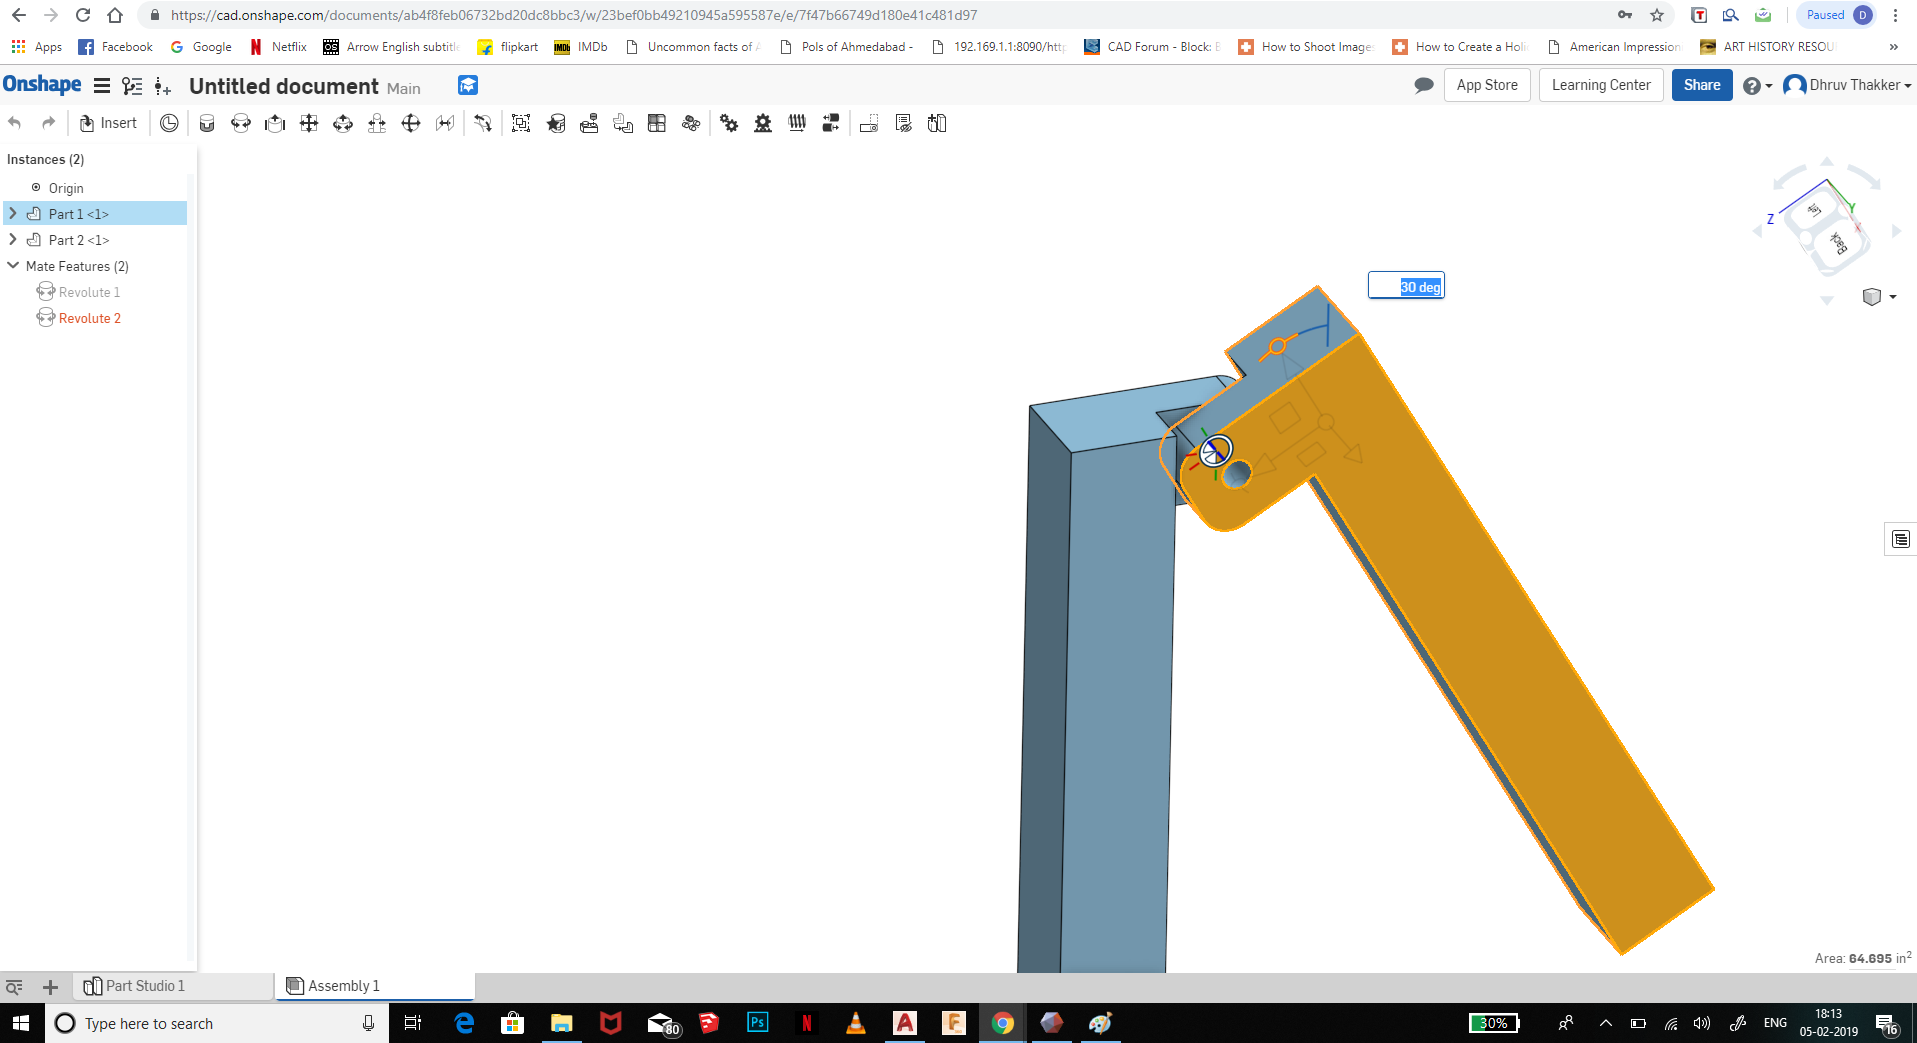 https://cad.onshape.com/documents/ab4f8feb06732bd20dc8bbc3/w/23bef0bb49210945a595587e/e/7f47b66749d180e41c481d97
Paused D
Apps Facebook Google Netflix Arrow English subtitle flipkart IMDb Uncommon facts of A Pols of Ahmedabad - 192.169.1.1:8090/http CAD Forum - Block: B How to Shoot Image How to Create a Holi American Impression ART HISTORY RESOU »
Onshape Untitled document Main App Store Learning Center Share Dhruv Thakker
Insert
Instances (2)
Origin
Part 1 <1>
Part 2 <1>
Mate Features (2)
Revolute 1
Revolute 2
30 deg
Z
Y
X
Back
Area: 64.695 in²
Part Studio 1 Assembly 1
Type here to search
80
Ps
30%
ENG
18:13
05-02-2019
16